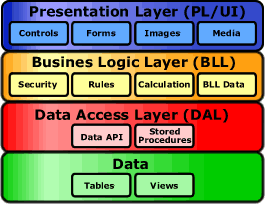 Presentation Layer (PL/UI)
Controls Forms Images Media
Busines Logic Layer (BLL)
Security Rules Calculation BLL Data
Data Access Layer (DAL)
Data API Stored
Procedures
Data
Tables Views